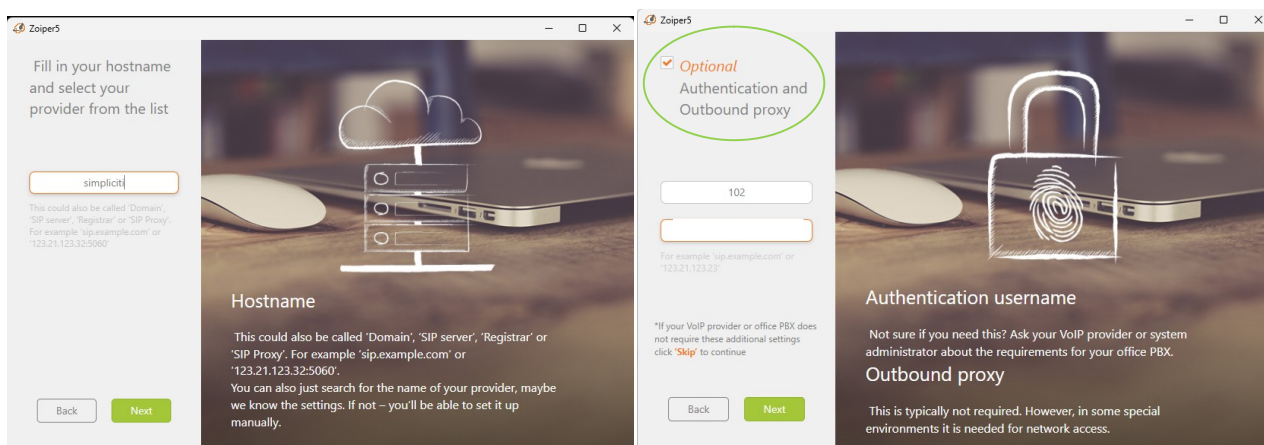 Zoiper5
Fill in your hostname
and select your
provider from the list
simpliciti
This could also be called 'Domain',
'SIP server', 'Registrar' or 'SIP Proxy'.
For example 'sip.example.com' or
'123.21.123.32:5060'
Back
Next
Hostname
This could also be called 'Domain', 'SIP server', 'Registrar' or
'SIP Proxy'. For example 'sip.example.com' or
'123.21.123.32:5060'.
You can also just search for the name of your provider, maybe
we know the settings. If not – you'll be able to set it up
manually.
Zoiper5
Optional
Authentication and
Outbound proxy
102
For example 'sip.example.com' or
'123.21.123.23'
*If your VoIP provider or office PBX does
not require these additional settings
click 'Skip' to continue
Back
Next
Authentication username
Not sure if you need this? Ask your VoIP provider or system
administrator about the requirements for your office PBX.
Outbound proxy
This is typically not required. However, in some special
environments it is needed for network access.